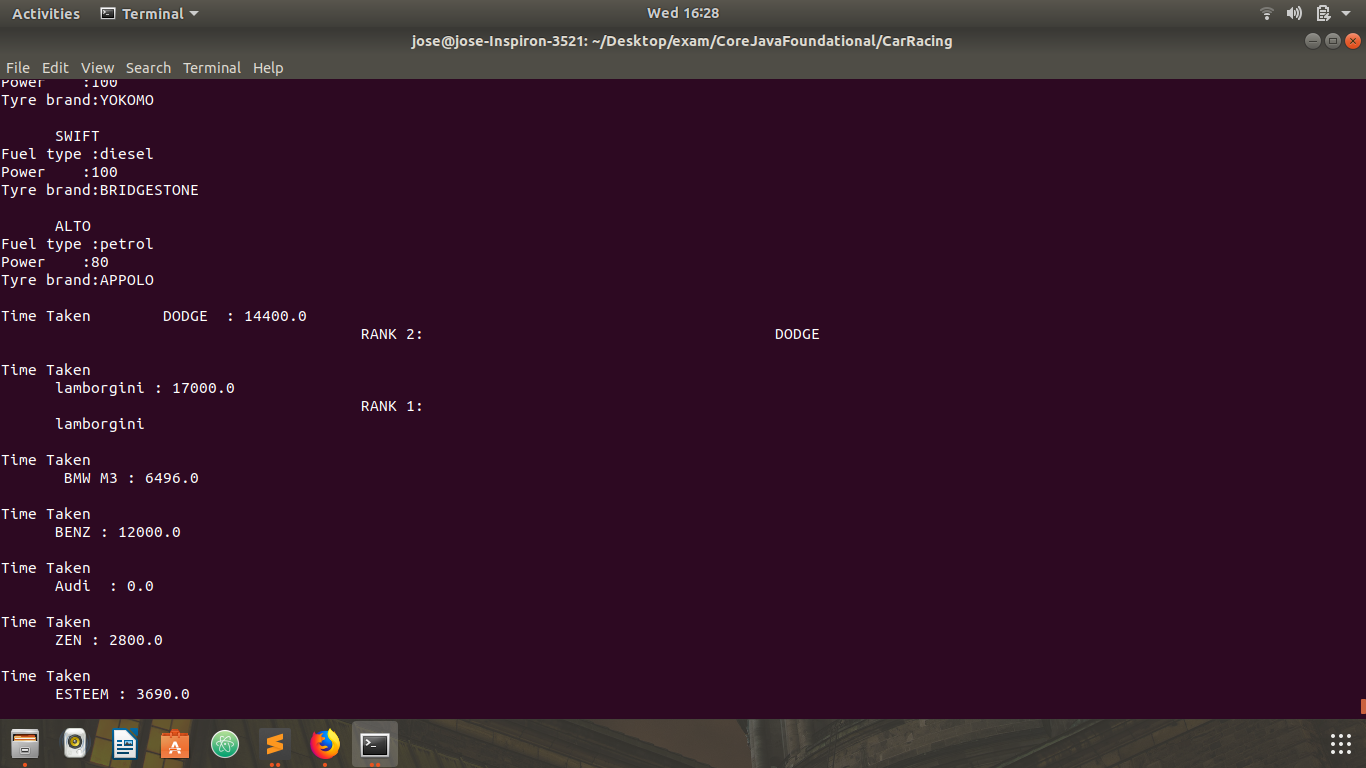 Activities Terminal Wed 16:28
jose@jose-Inspiron-3521: ~/Desktop/exam/CoreJavaFoundational/CarRacing
File Edit View Search Terminal Help
Power    :100
Tyre brand:YOKOMO
SWIFT
Fuel type :diesel
Power    :100
Tyre brand:BRIDGESTONE
ALTO
Fuel type :petrol
Power    :80
Tyre brand:APPOLO
Time Taken        DODGE  : 14400.0
RANK 2:                                       DODGE
Time Taken
lamborgini : 17000.0
RANK 1:
lamborgini
Time Taken
BMW M3 : 6496.0
Time Taken
BENZ : 12000.0
Time Taken
Audi  : 0.0
Time Taken
ZEN : 2800.0
Time Taken
ESTEEM : 3690.0